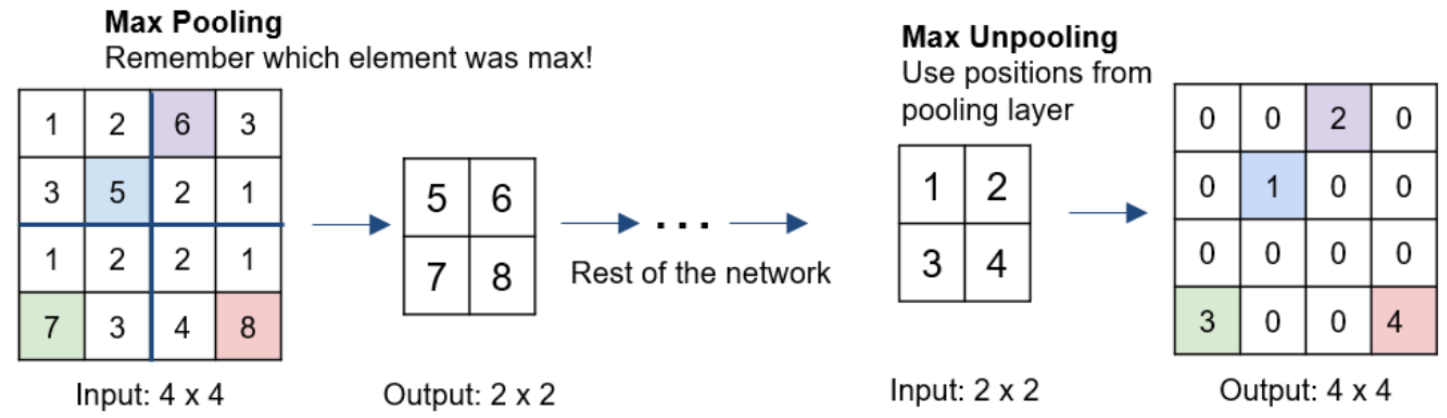 Max Pooling
Remember which element was max!
1 2 6 3
3 5 2 1
1 2 2 1
7 3 4 8
Input: 4 x 4
5 6
7 8
Output: 2 x 2
...
Rest of the network
Max Unpooling
Use positions from
pooling layer
1 2
3 4
Input: 2 x 2
0 0 2 0
0 1 0 0
0 0 0 0
3 0 0 4
Output: 4 x 4